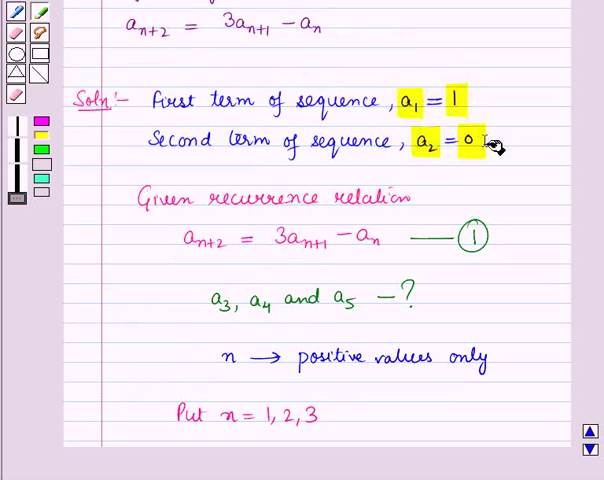 aₙ₊₂ = 3aₙ₊₁ − aₙ
Soln:- First term of sequence, a₁ = 1
Second term of sequence, a₂ = 0
Given recurrence relation
aₙ₊₂ = 3aₙ₊₁ − aₙ —— ①
a₃, a₄ and a₅ − ?
n → positive values only
Put n = 1, 2, 3